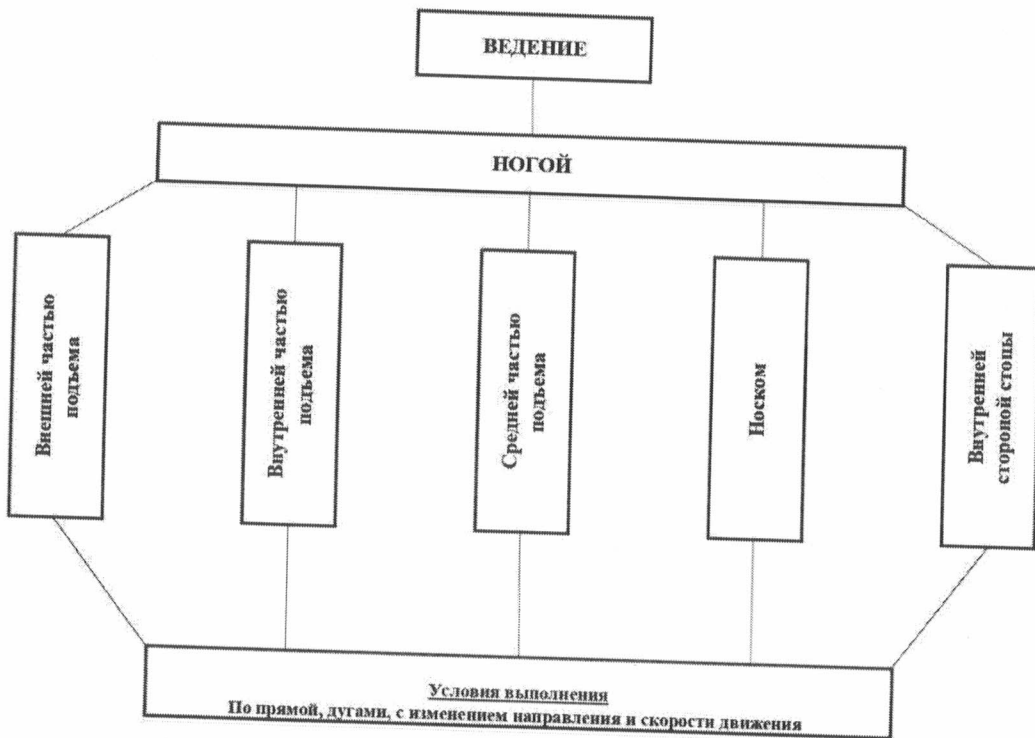 ВЕДЕНИЕ
НОГОЙ
Внешней частью
подъема
Внутренней частью
подъема
Средней частью
подъема
Носком
Внутренней
стороной стопы
Условия выполнения
По прямой, дугами, с изменением направления и скорости движения